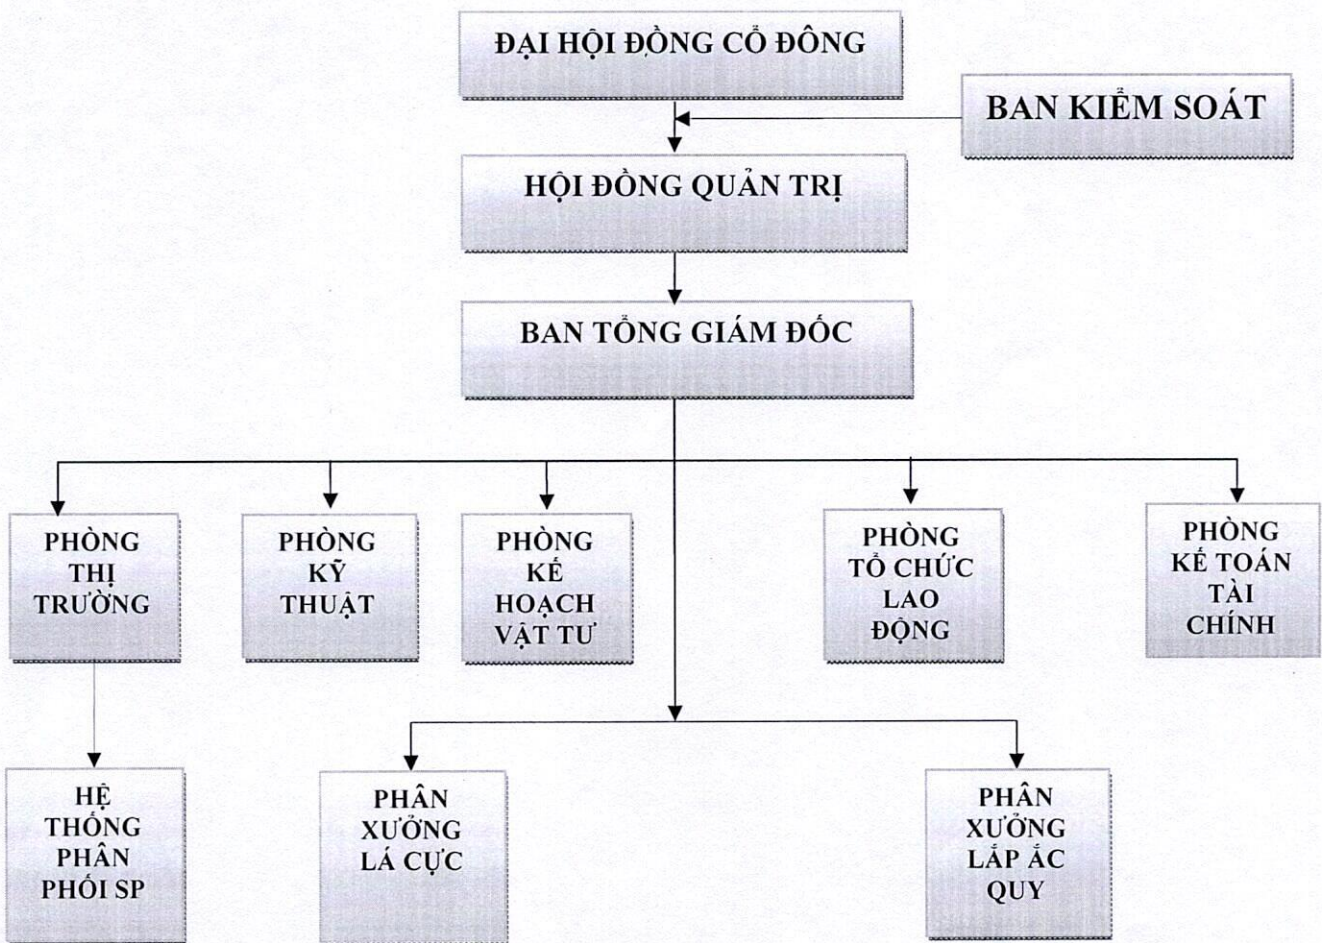 ĐẠI HỘI ĐỒNG CỔ ĐÔNG
BAN KIỂM SOÁT
HỘI ĐỒNG QUẢN TRỊ
BAN TỔNG GIÁM ĐỐC
PHÒNG
THỊ
TRƯỜNG
PHÒNG
KỸ
THUẬT
PHÒNG
KẾ
HOẠCH
VẬT TƯ
PHÒNG
TỔ CHỨC
LAO
ĐỘNG
PHÒNG
KẾ TOÁN
TÀI
CHÍNH
HỆ
THỐNG
PHÂN
PHỐI SP
PHÂN
XƯỞNG
LÁ CỰC
PHÂN
XƯỞNG
LẮP ẮC
QUY